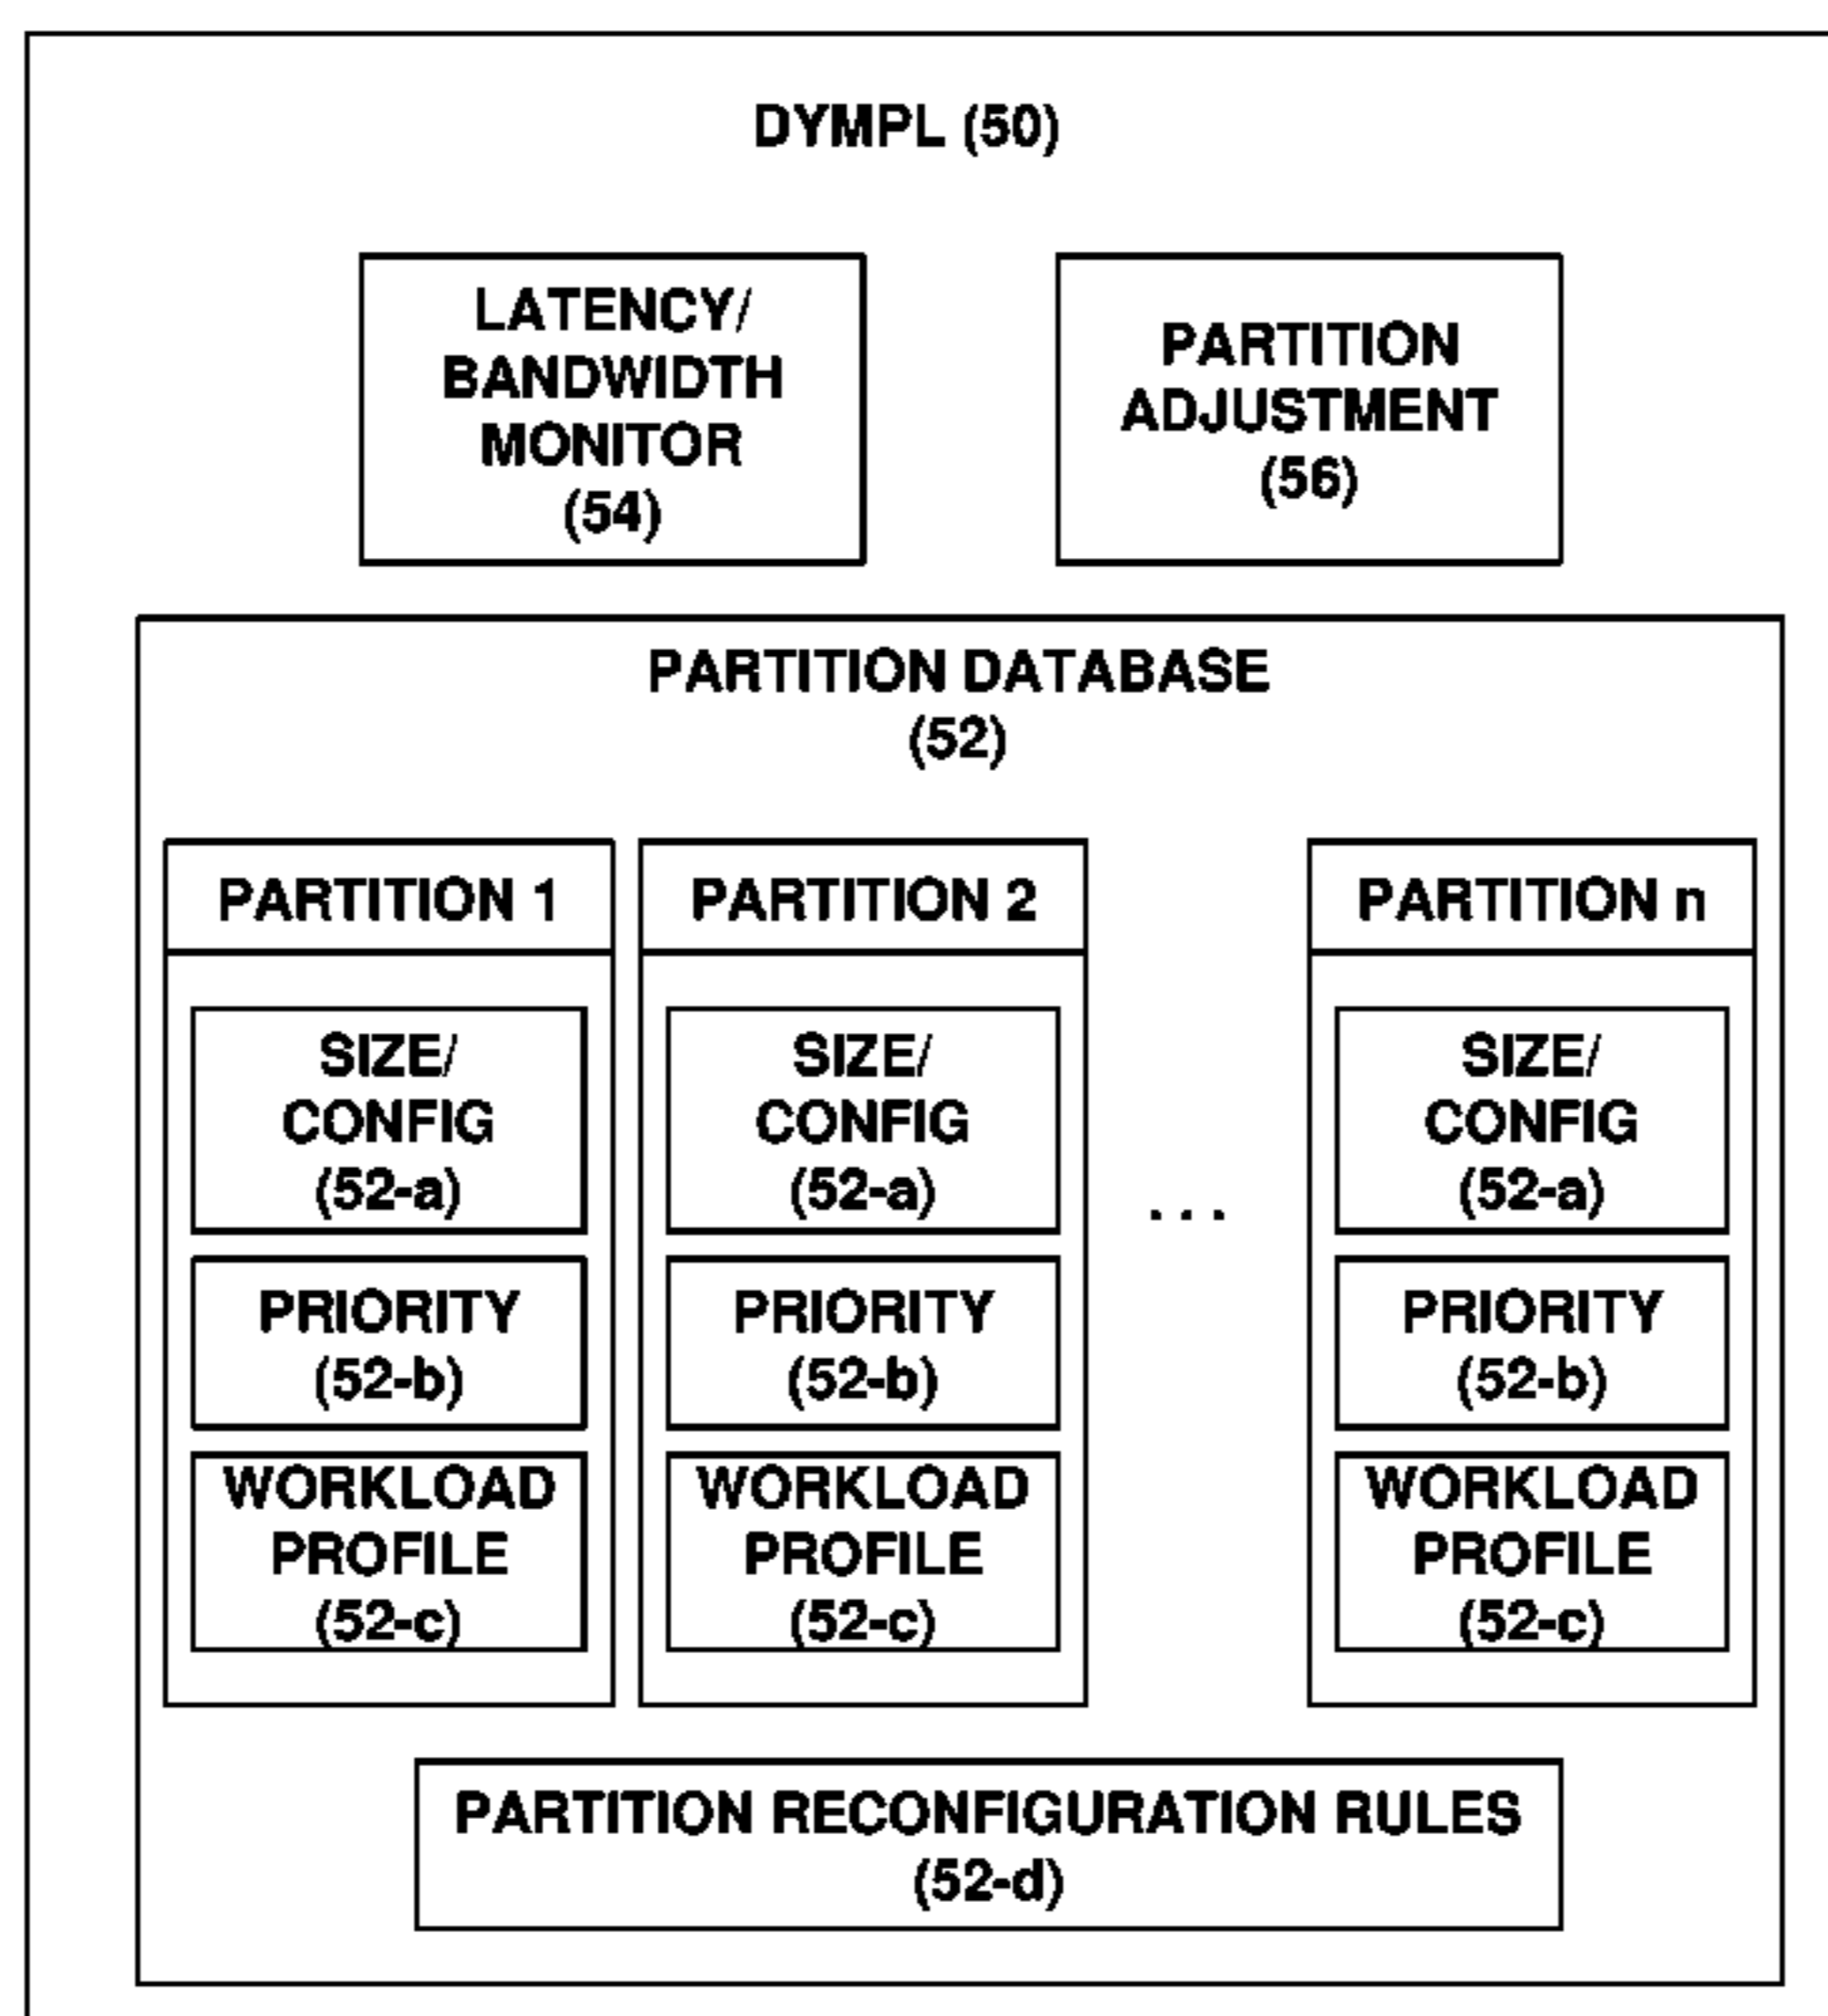 DYMPL (50)
LATENCY/
BANDWIDTH
MONITOR
(54)
PARTITION
ADJUSTMENT
(56)
PARTITION DATABASE
(52)
PARTITION 1
SIZE/
CONFIG
(52-a)
PRIORITY
(52-b)
WORKLOAD
PROFILE
(52-c)
PARTITION 2
SIZE/
CONFIG
(52-a)
PRIORITY
(52-b)
WORKLOAD
PROFILE
(52-c)
. . .
PARTITION n
SIZE/
CONFIG
(52-a)
PRIORITY
(52-b)
WORKLOAD
PROFILE
(52-c)
PARTITION RECONFIGURATION RULES
(52-d)